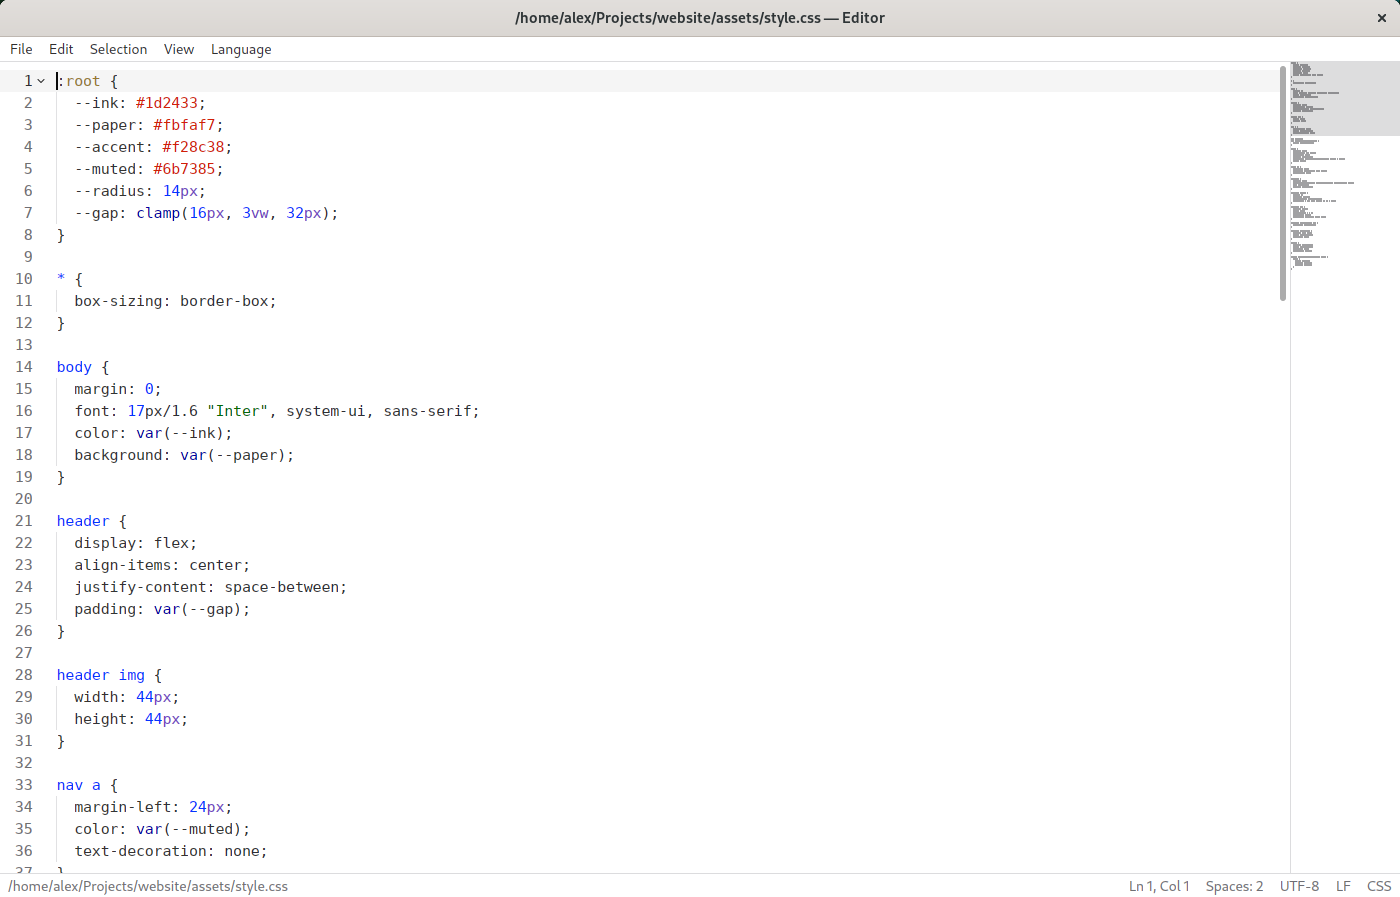 /home/alex/Projects/website/assets/style.css — Editor
File Edit Selection View Language
1 :root {
2   --ink: #1d2433;
3   --paper: #fbfaf7;
4   --accent: #f28c38;
5   --muted: #6b7385;
6   --radius: 14px;
7   --gap: clamp(16px, 3vw, 32px);
8 }
9
10 * {
11   box-sizing: border-box;
12 }
13
14 body {
15   margin: 0;
16   font: 17px/1.6 "Inter", system-ui, sans-serif;
17   color: var(--ink);
18   background: var(--paper);
19 }
20
21 header {
22   display: flex;
23   align-items: center;
24   justify-content: space-between;
25   padding: var(--gap);
26 }
27
28 header img {
29   width: 44px;
30   height: 44px;
31 }
32
33 nav a {
34   margin-left: 24px;
35   color: var(--muted);
36   text-decoration: none;
37 }
/home/alex/Projects/website/assets/style.css Ln 1, Col 1 Spaces: 2 UTF-8 LF CSS